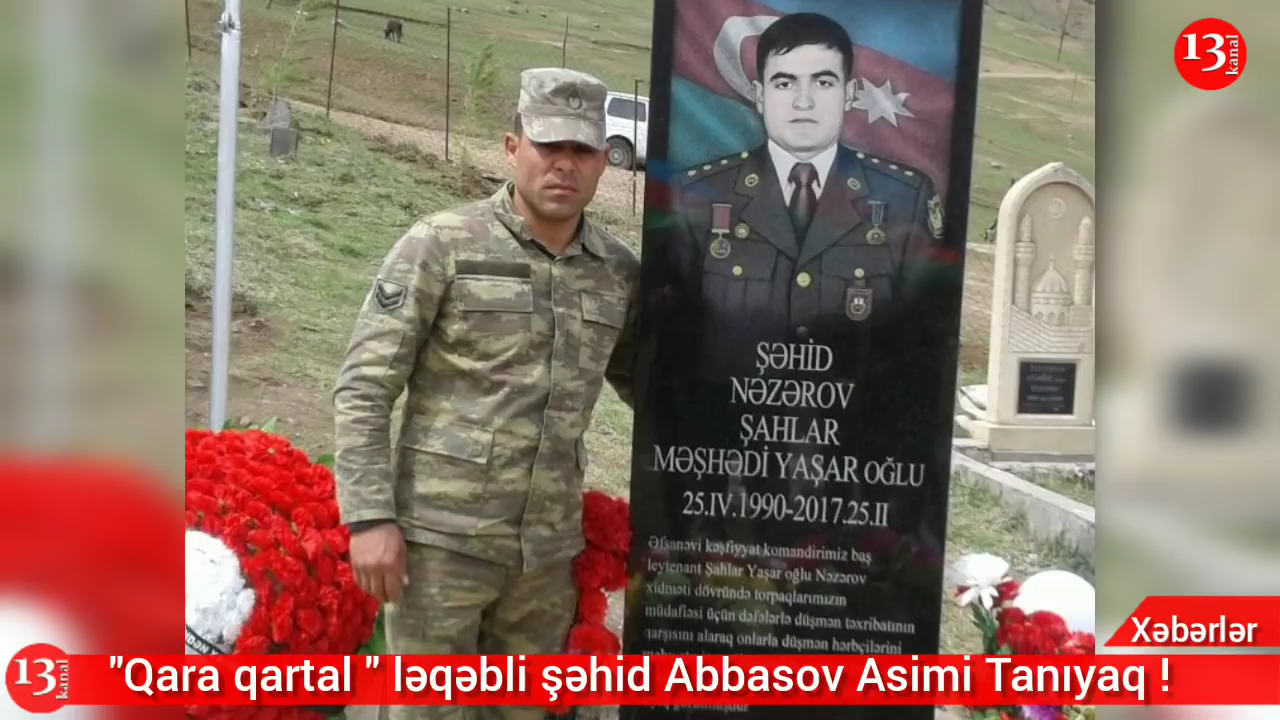 13 kanal
ŞƏHİD
NƏZƏROV
ŞAHLAR
MƏŞHƏDİ YAŞAR OĞLU
25.IV.1990-2017.25.II
Əfsanəvi kəşfiyyat komandirimiz baş
leytenant Şahlar Yaşar oğlu Nəzərov
xidməti dövründə torpaqlarımızın
müdafiəsi üçün dəfələrlə düşmən təxribatının
qarşısını alaraq onlarla düşmən hərbçilərini
Xəbərlər
13 kanal
"Qara qartal " ləqəbli şəhid Abbasov Asimi Tanıyaq !